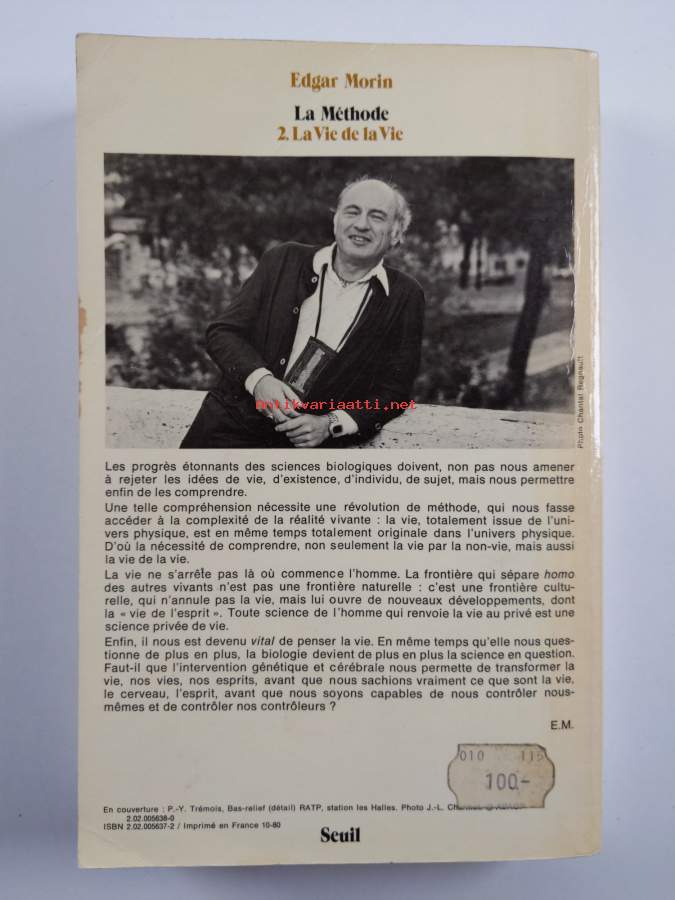 Edgar Morin
La Méthode
2. La Vie de la Vie
antikvariaatti.net
Photo Chantal Regnault
Les progrès étonnants des sciences biologiques doivent, non pas nous amener
à rejeter les idées de vie, d'existence, d'individu, de sujet, mais nous permettre
enfin de les comprendre.
Une telle compréhension nécessite une révolution de méthode, qui nous fasse
accéder à la complexité de la réalité vivante : la vie, totalement issue de l'uni-
vers physique, est en même temps totalement originale dans l'univers physique.
D'où la nécessité de comprendre, non seulement la vie par la non-vie, mais aussi
la vie de la vie.
La vie ne s'arrête pas là où commence l'homme. La frontière qui sépare homo
des autres vivants n'est pas une frontière naturelle : c'est une frontière cultu-
relle, qui n'annule pas la vie, mais lui ouvre de nouveaux développements, dont
la « vie de l'esprit ». Toute science de l'homme qui renvoie la vie au privé est une
science privée de vie.
Enfin, il nous est devenu vital de penser la vie. En même temps qu'elle nous ques-
tionne de plus en plus, la biologie devient de plus en plus la science en question.
Faut-il que l'intervention génétique et cérébrale nous permette de transformer la
vie, nos vies, nos esprits, avant que nous sachions vraiment ce que sont la vie,
le cerveau, l'esprit, avant que nous soyons capables de nous contrôler nous-
mêmes et de contrôler nos contrôleurs ?
E.M.
010 115
100,-
En couverture : P.-Y. Trémois, Bas-relief (détail) RATP, station les Halles. Photo J.-L.
2.02.005638-0
ISBN 2.02.005637-2 / Imprimé en France 10-80
Seuil